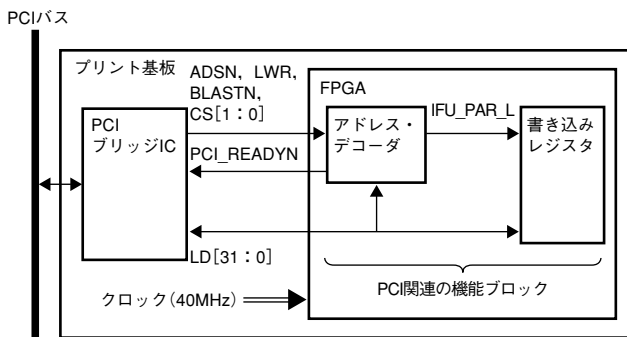 PCIバス
プリント基板
ADSN，LWR，
BLASTN，
CS[1：0]
FPGA
PCI
ブリッジIC
アドレス・
デコーダ
IFU_PAR_L
書き込み
レジスタ
PCI_READYN
LD[31：0]
クロック(40MHz)
PCI関連の機能ブロック